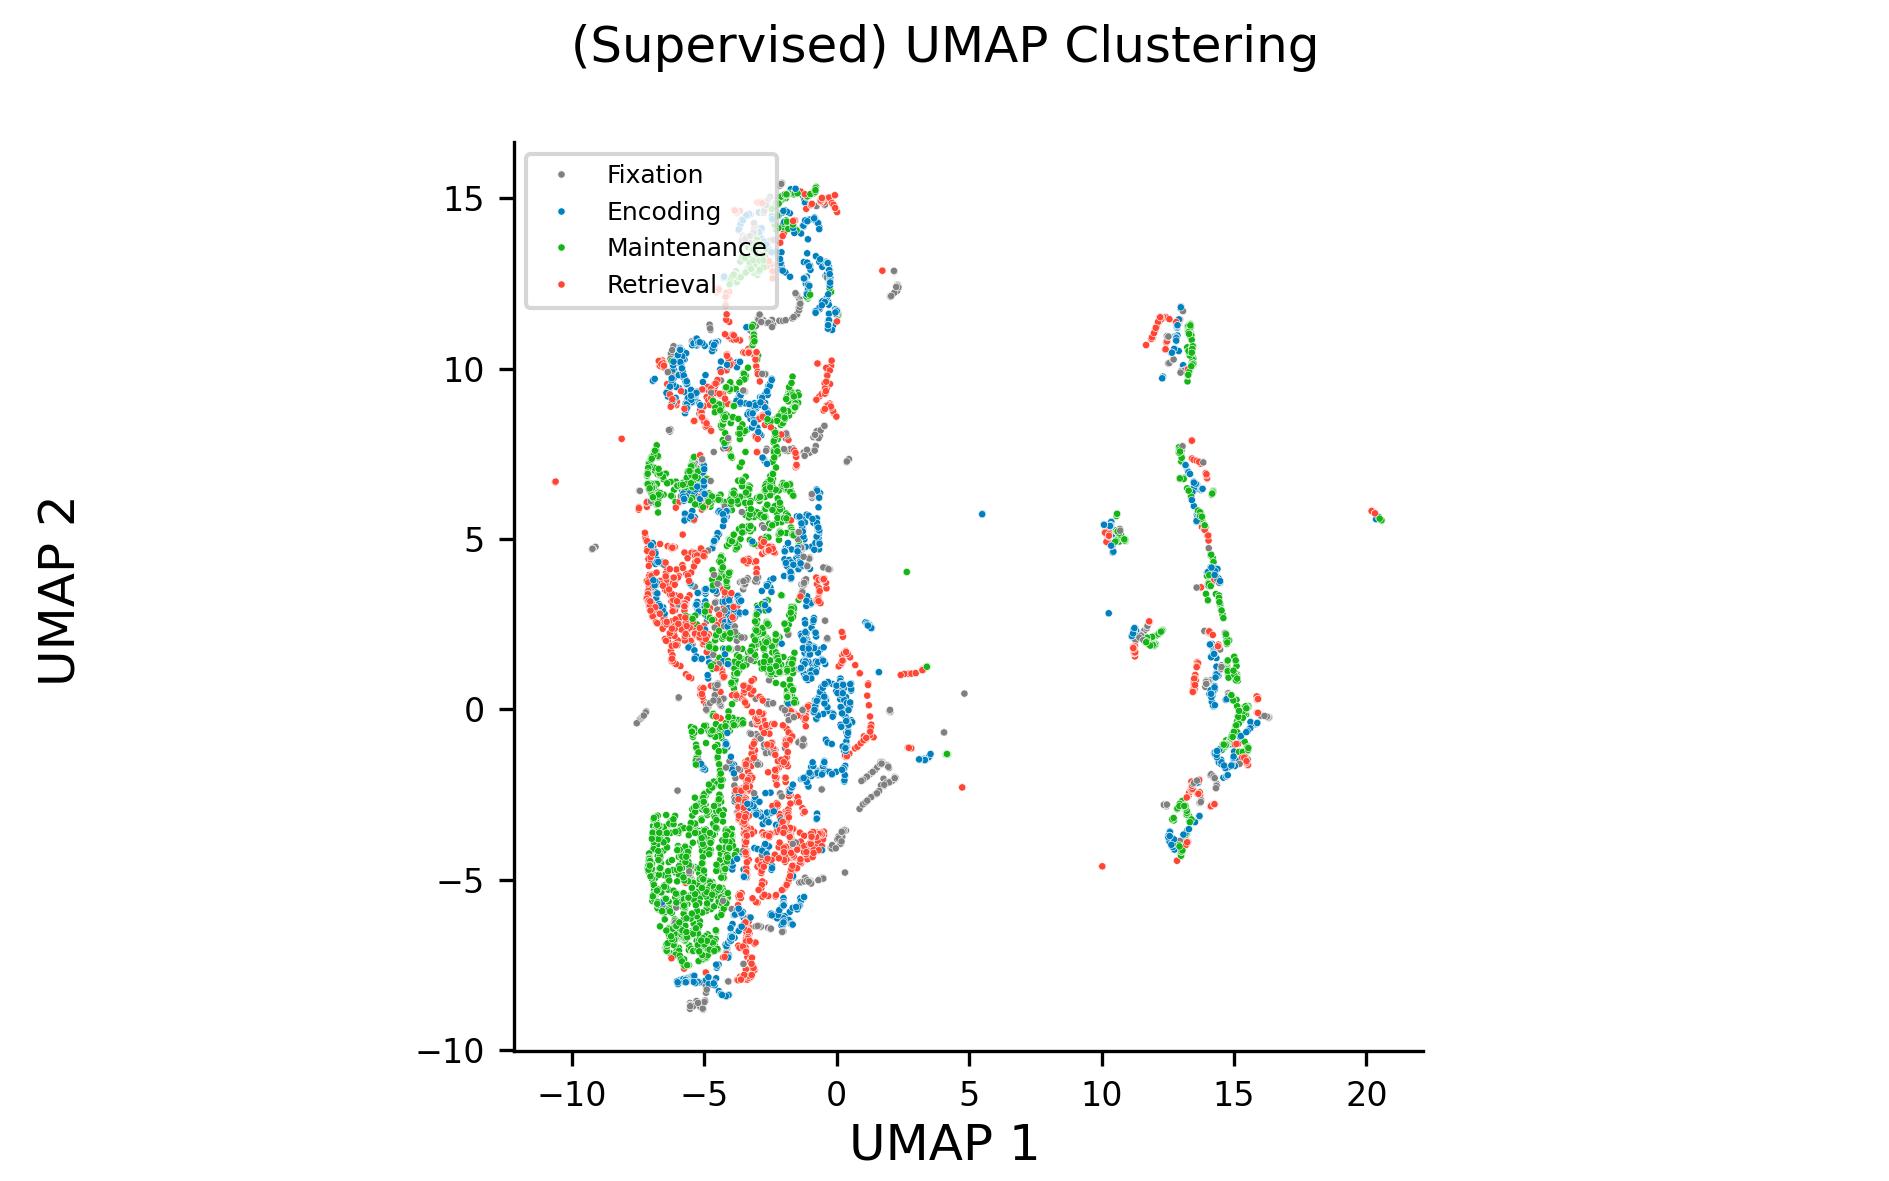 (Supervised) UMAP Clustering
Fixation
Encoding
Maintenance
Retrieval
15
10
5
0
−5
−10
UMAP 2
−10 −5 0 5 10 15 20
UMAP 1